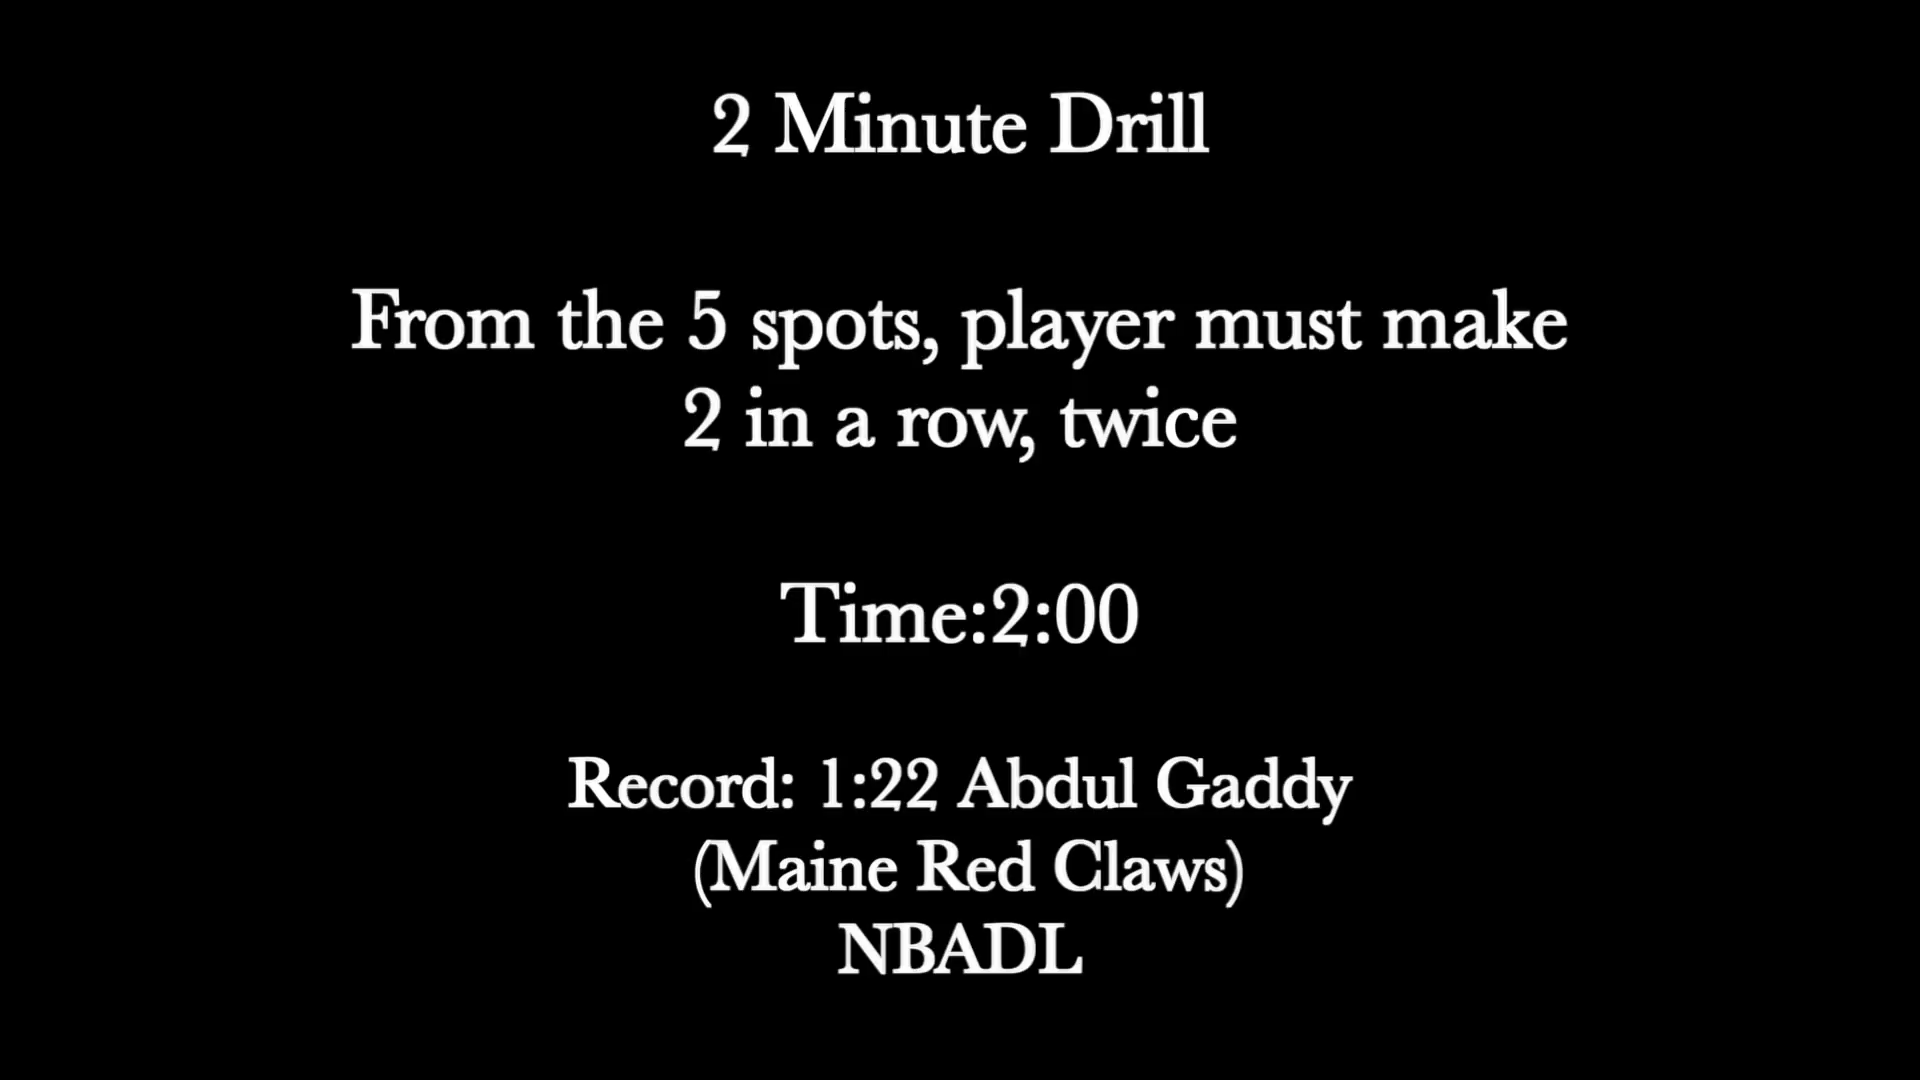 2 Minute Drill
From the 5 spots, player must make
2 in a row, twice
Time:2:00
Record: 1:22 Abdul Gaddy
(Maine Red Claws)
NBADL